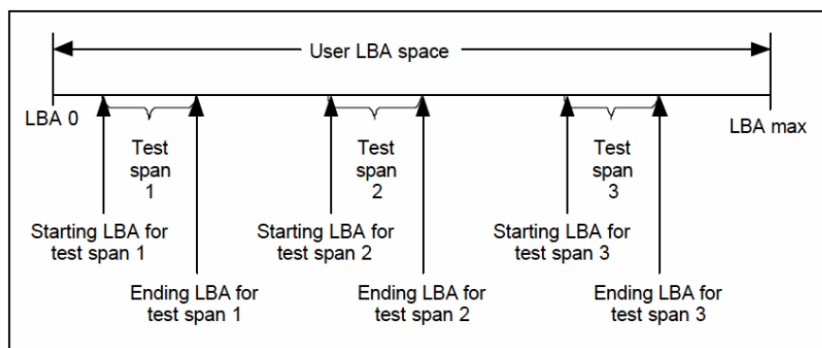 User LBA space
LBA 0
LBA max
Test
span
1
Test
span
2
Test
span
3
Starting LBA for
test span 1
Starting LBA for
test span 2
Starting LBA for
test span 3
Ending LBA for
test span 1
Ending LBA for
test span 2
Ending LBA for
test span 3